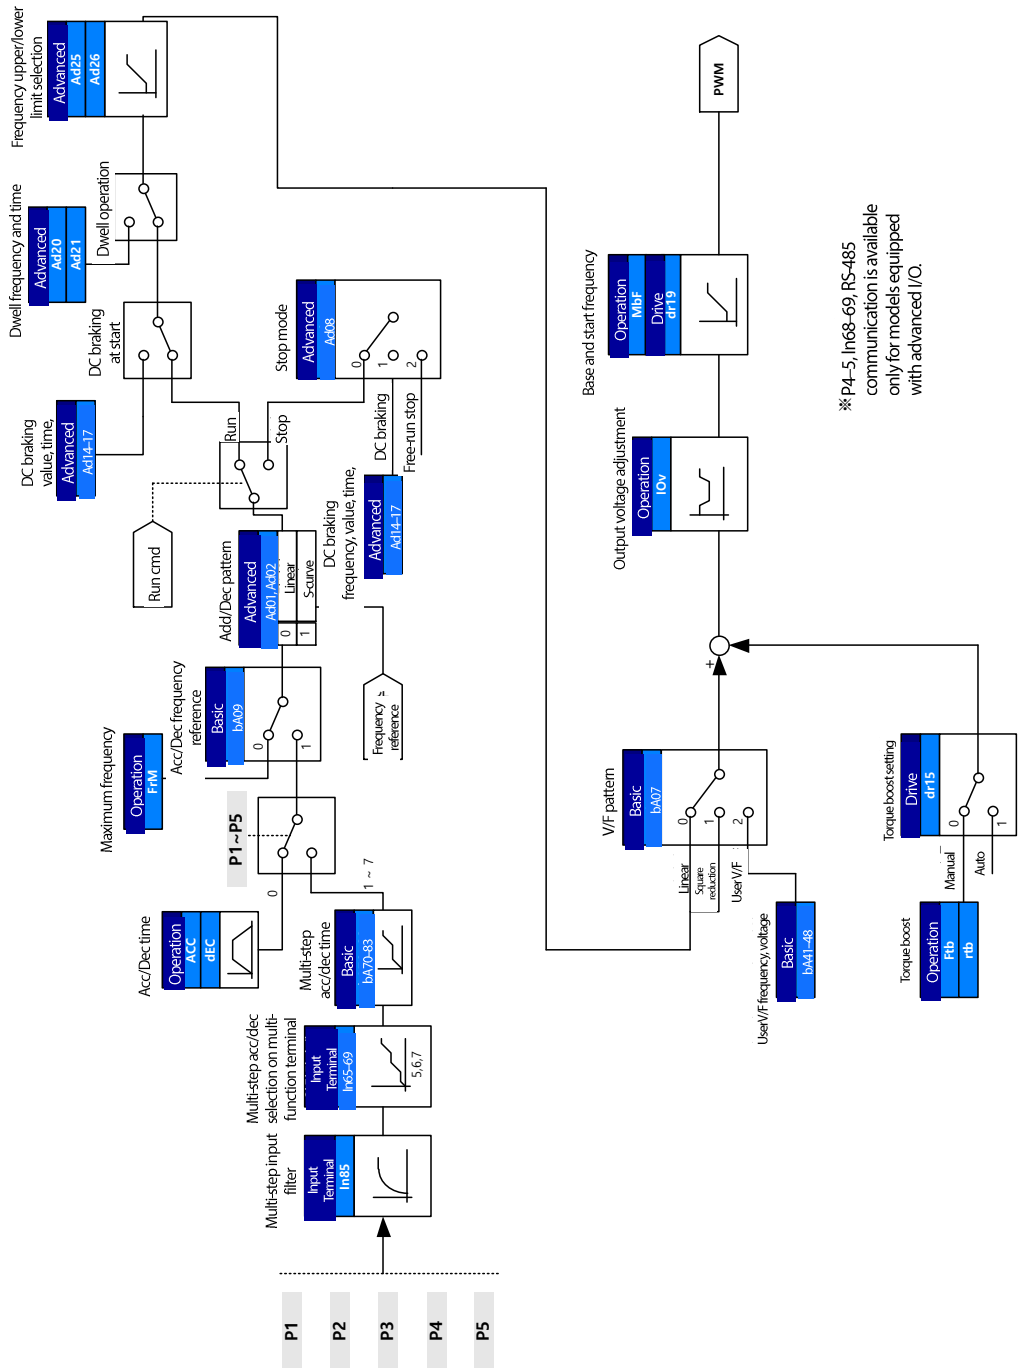 P1
P2
P3
P4
P5
Multi-step input
filter
Input
Terminal
In85
Multi-step acc/dec
selection on multi-
function terminal
Input
Terminal
In65-69
5,6,7
Multi-step
acc/dec time
Basic
bA70-83
1 ~ 7
Acc/Dec time
Operation
ACC
dEC
0
P1~P5
Maximum frequency
Operation
FrM
Acc/Dec frequency
reference
Basic
bA09
0
1
Frequency
reference
Add/Dec pattern
Advanced
Ad01, Ad02
0
Linear
1
S-curve
Run cmd
Run
Stop
DC braking
frequency, value, time,
Advanced
Ad14-17
DC braking
Free-run stop
Stop mode
Advanced
Ad08
0
1
2
DC braking
value, time,
Advanced
Ad14-17
DC braking
at start
Dwell frequency and time
Advanced
Ad20
Ad21
Dwell operation
Frequency upper/lower
limit selection
Advanced
Ad25
Ad26
V/F pattern
Basic
bA07
0
1
2
Linear
Square
reduction
User V/F
User V/F frequency, voltage
Basic
bA41-48
Torque boost
Operation
Ftb
rtb
Manual
Auto
Torque boost setting
Drive
dr15
0
1
+
Output voltage adjustment
Operation
IOv
Base and start frequency
Operation
MbF
Drive
dr19
PWM
※ P4-5, In68-69, RS-485
communication is available
only for models equipped
with advanced I/O.